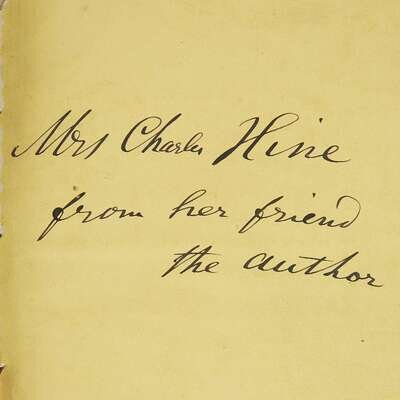 Mrs Charles Hine
from her friend
the author